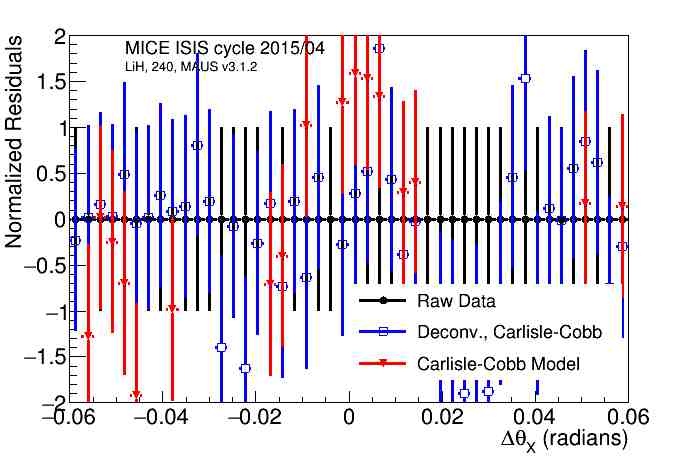 MICE ISIS cycle 2015/04
LiH, 240, MAUS v3.1.2
Normalized Residuals
2
1.5
1
0.5
0
−0.5
−1
−1.5
−2
Raw Data
Deconv., Carlisle-Cobb
Carlisle-Cobb Model
−0.06 −0.04 −0.02 0 0.02 0.04 0.06
Δθ_X (radians)